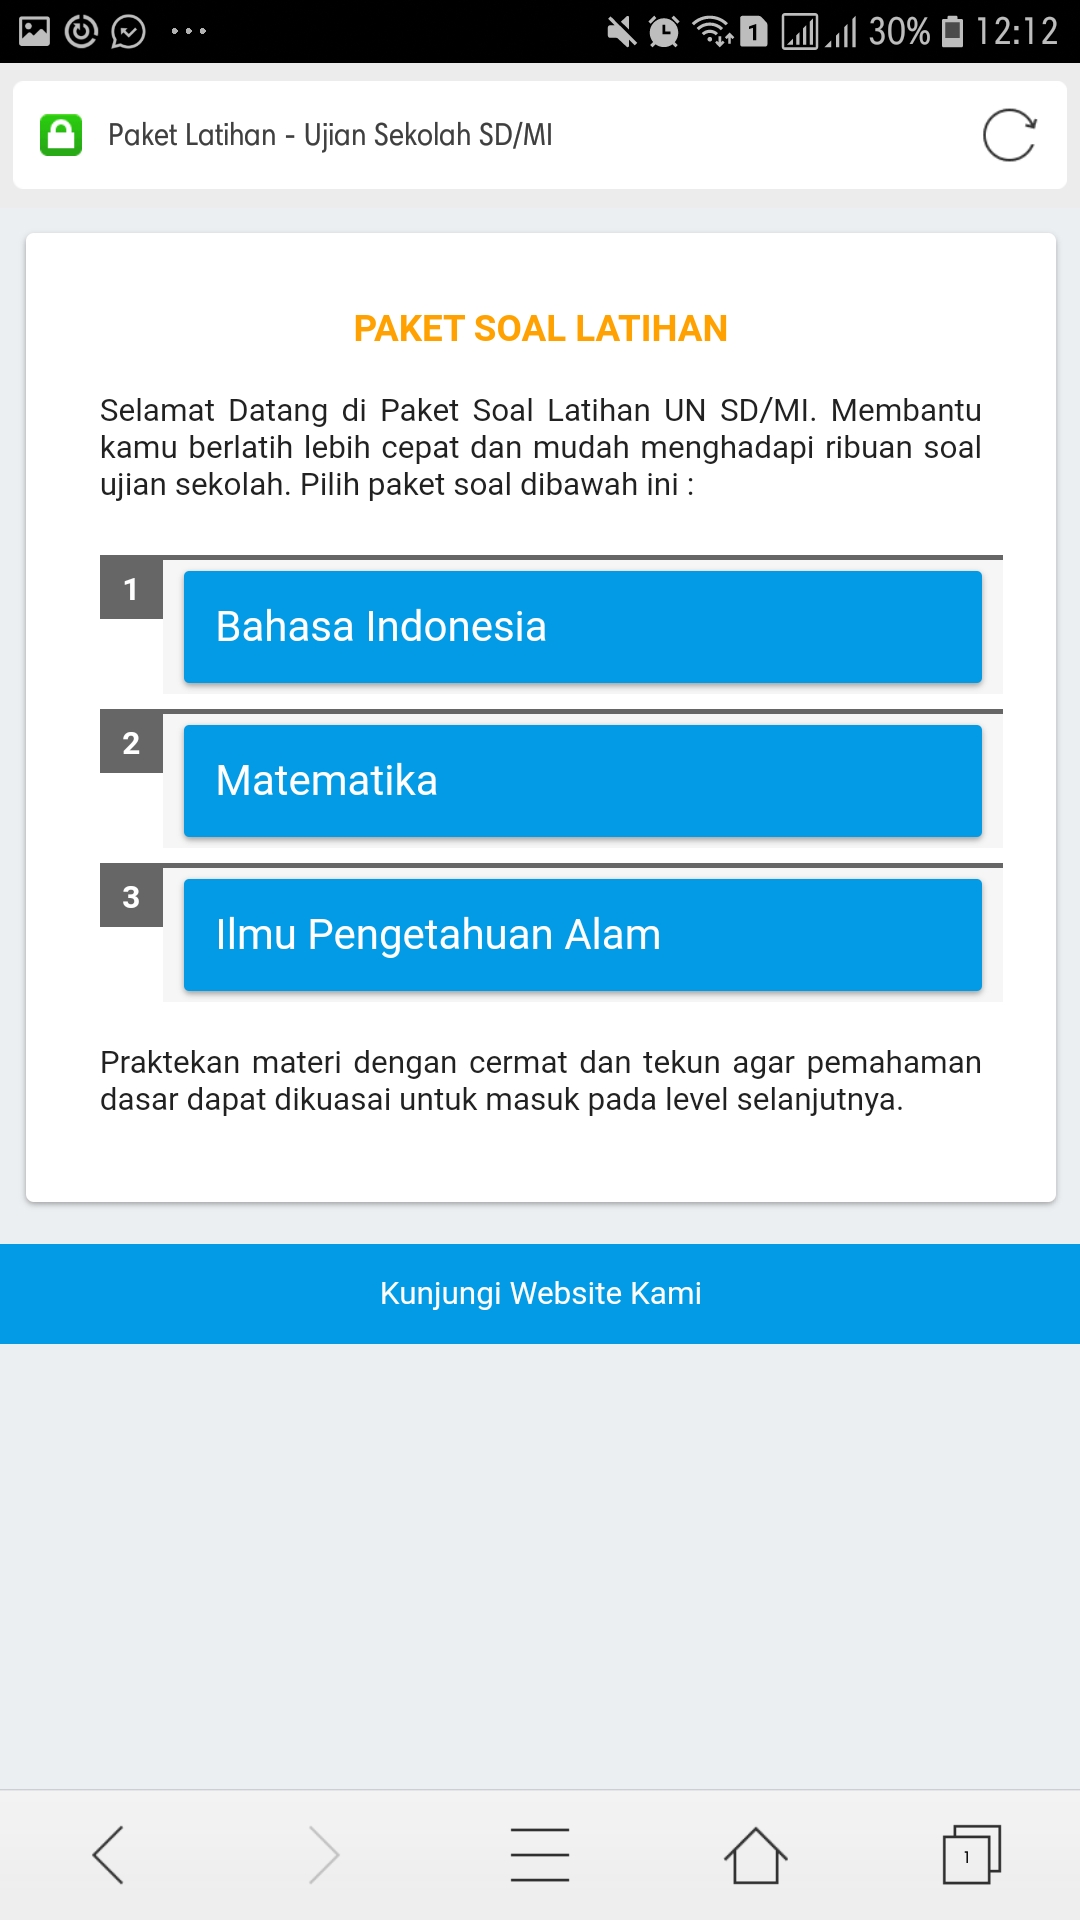 30% 12:12
Paket Latihan - Ujian Sekolah SD/MI
PAKET SOAL LATIHAN
Selamat Datang di Paket Soal Latihan UN SD/MI. Membantu
kamu berlatih lebih cepat dan mudah menghadapi ribuan soal
ujian sekolah. Pilih paket soal dibawah ini :
1 Bahasa Indonesia
2 Matematika
3 Ilmu Pengetahuan Alam
Praktekan materi dengan cermat dan tekun agar pemahaman
dasar dapat dikuasai untuk masuk pada level selanjutnya.
Kunjungi Website Kami
1